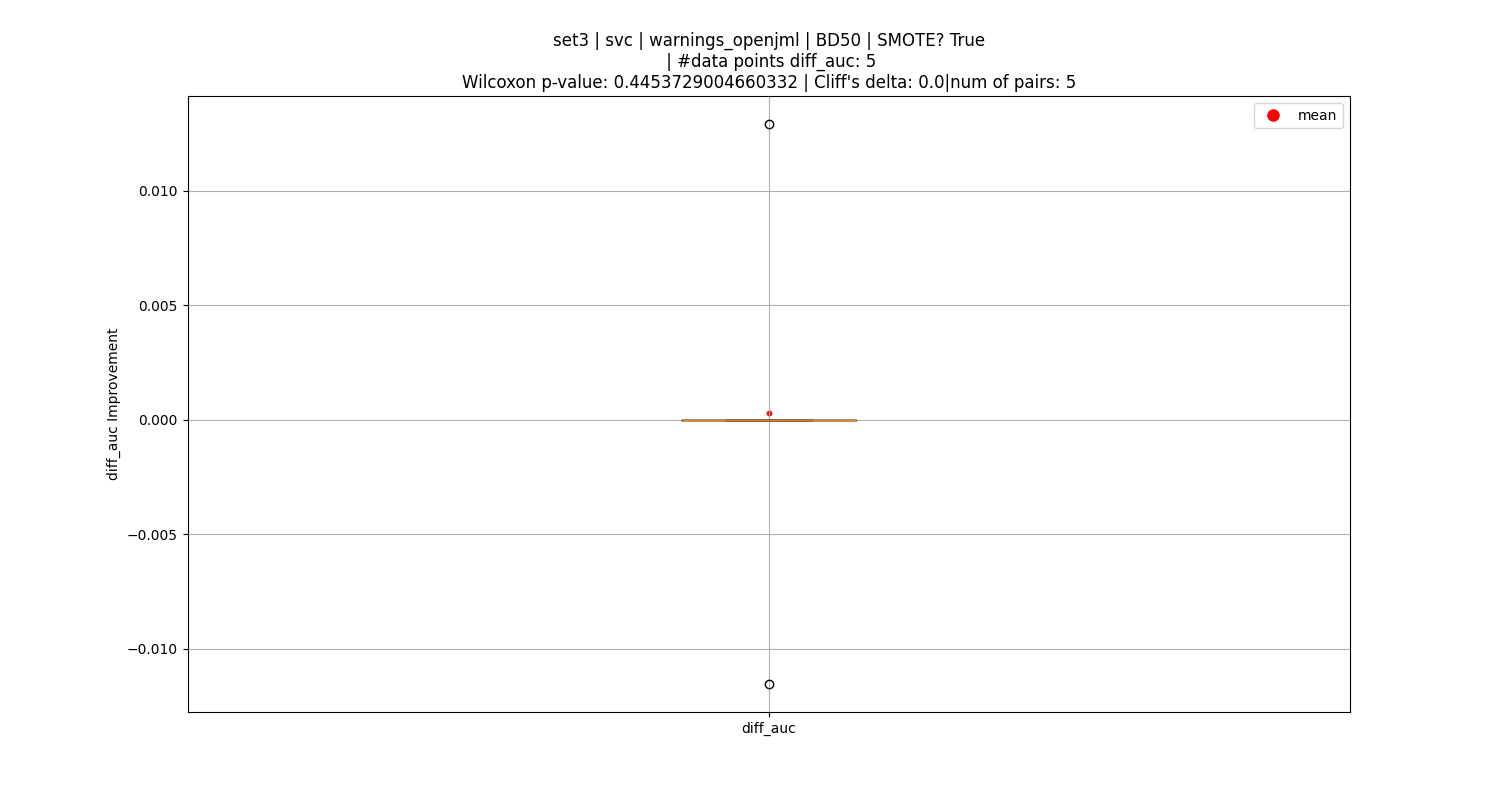 set3 | svc | warnings_openjml | BD50 | SMOTE? True
| #data points diff_auc: 5
Wilcoxon p-value: 0.4453729004660332 | Cliff's delta: 0.0|num of pairs: 5
mean
0.010
0.005
0.000
−0.005
−0.010
diff_auc Improvement
diff_auc